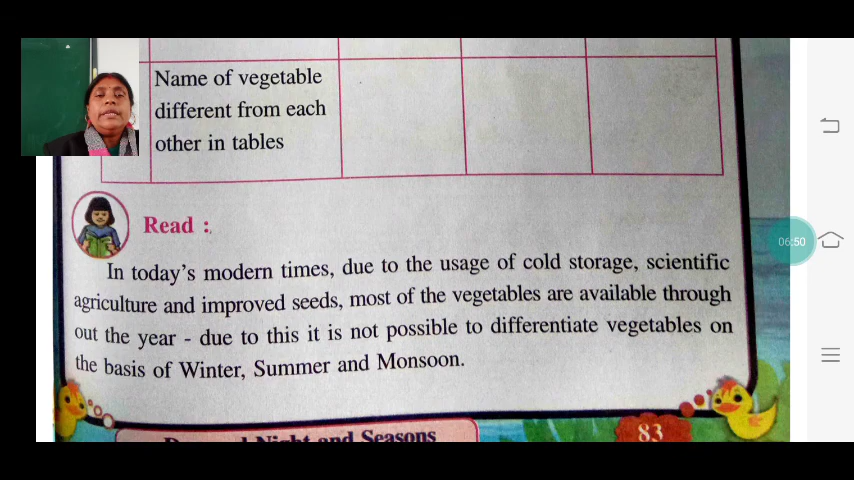 Name of vegetable
different from each
other in tables
Read :
In today's modern times, due to the usage of cold storage, scientific
agriculture and improved seeds, most of the vegetables are available through
out the year - due to this it is not possible to differentiate vegetables on
the basis of Winter, Summer and Monsoon.
Night and Seasons
83
06:50